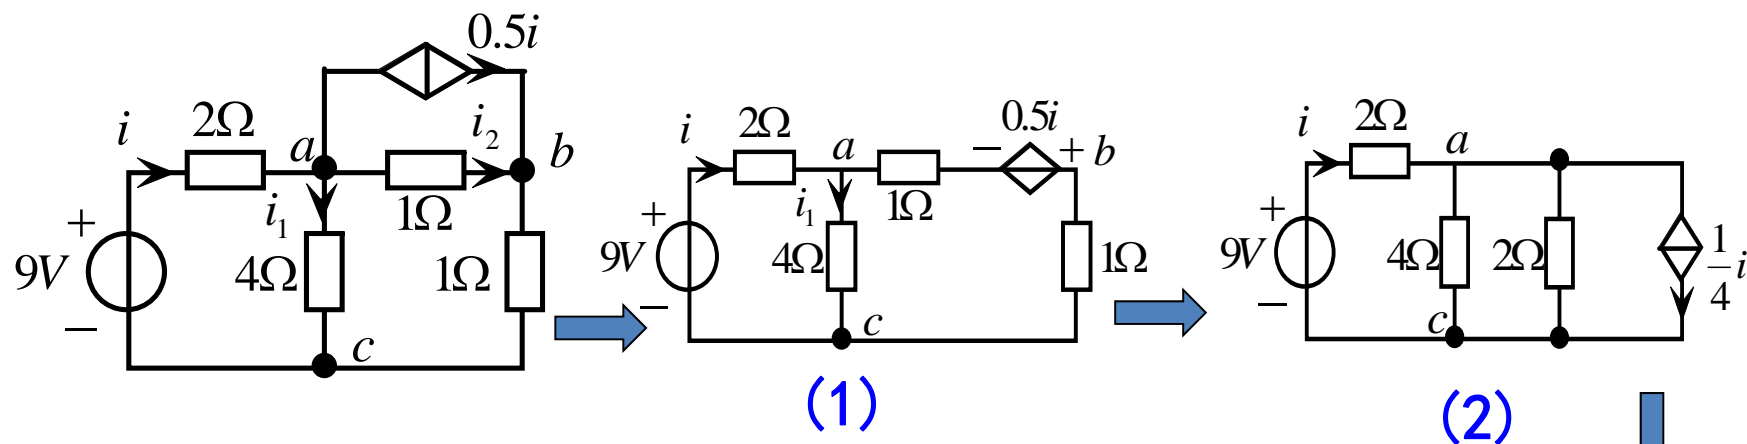 0.5i
i 2Ω a i₂ b
i₁ 1Ω
+ 9V − 4Ω 1Ω
c
i 2Ω a 0.5i − + b
i₁ 1Ω
+ 9V − 4Ω 1Ω
c
(1)
i 2Ω a
+ 9V − 4Ω 2Ω 1/4 i
c
(2)